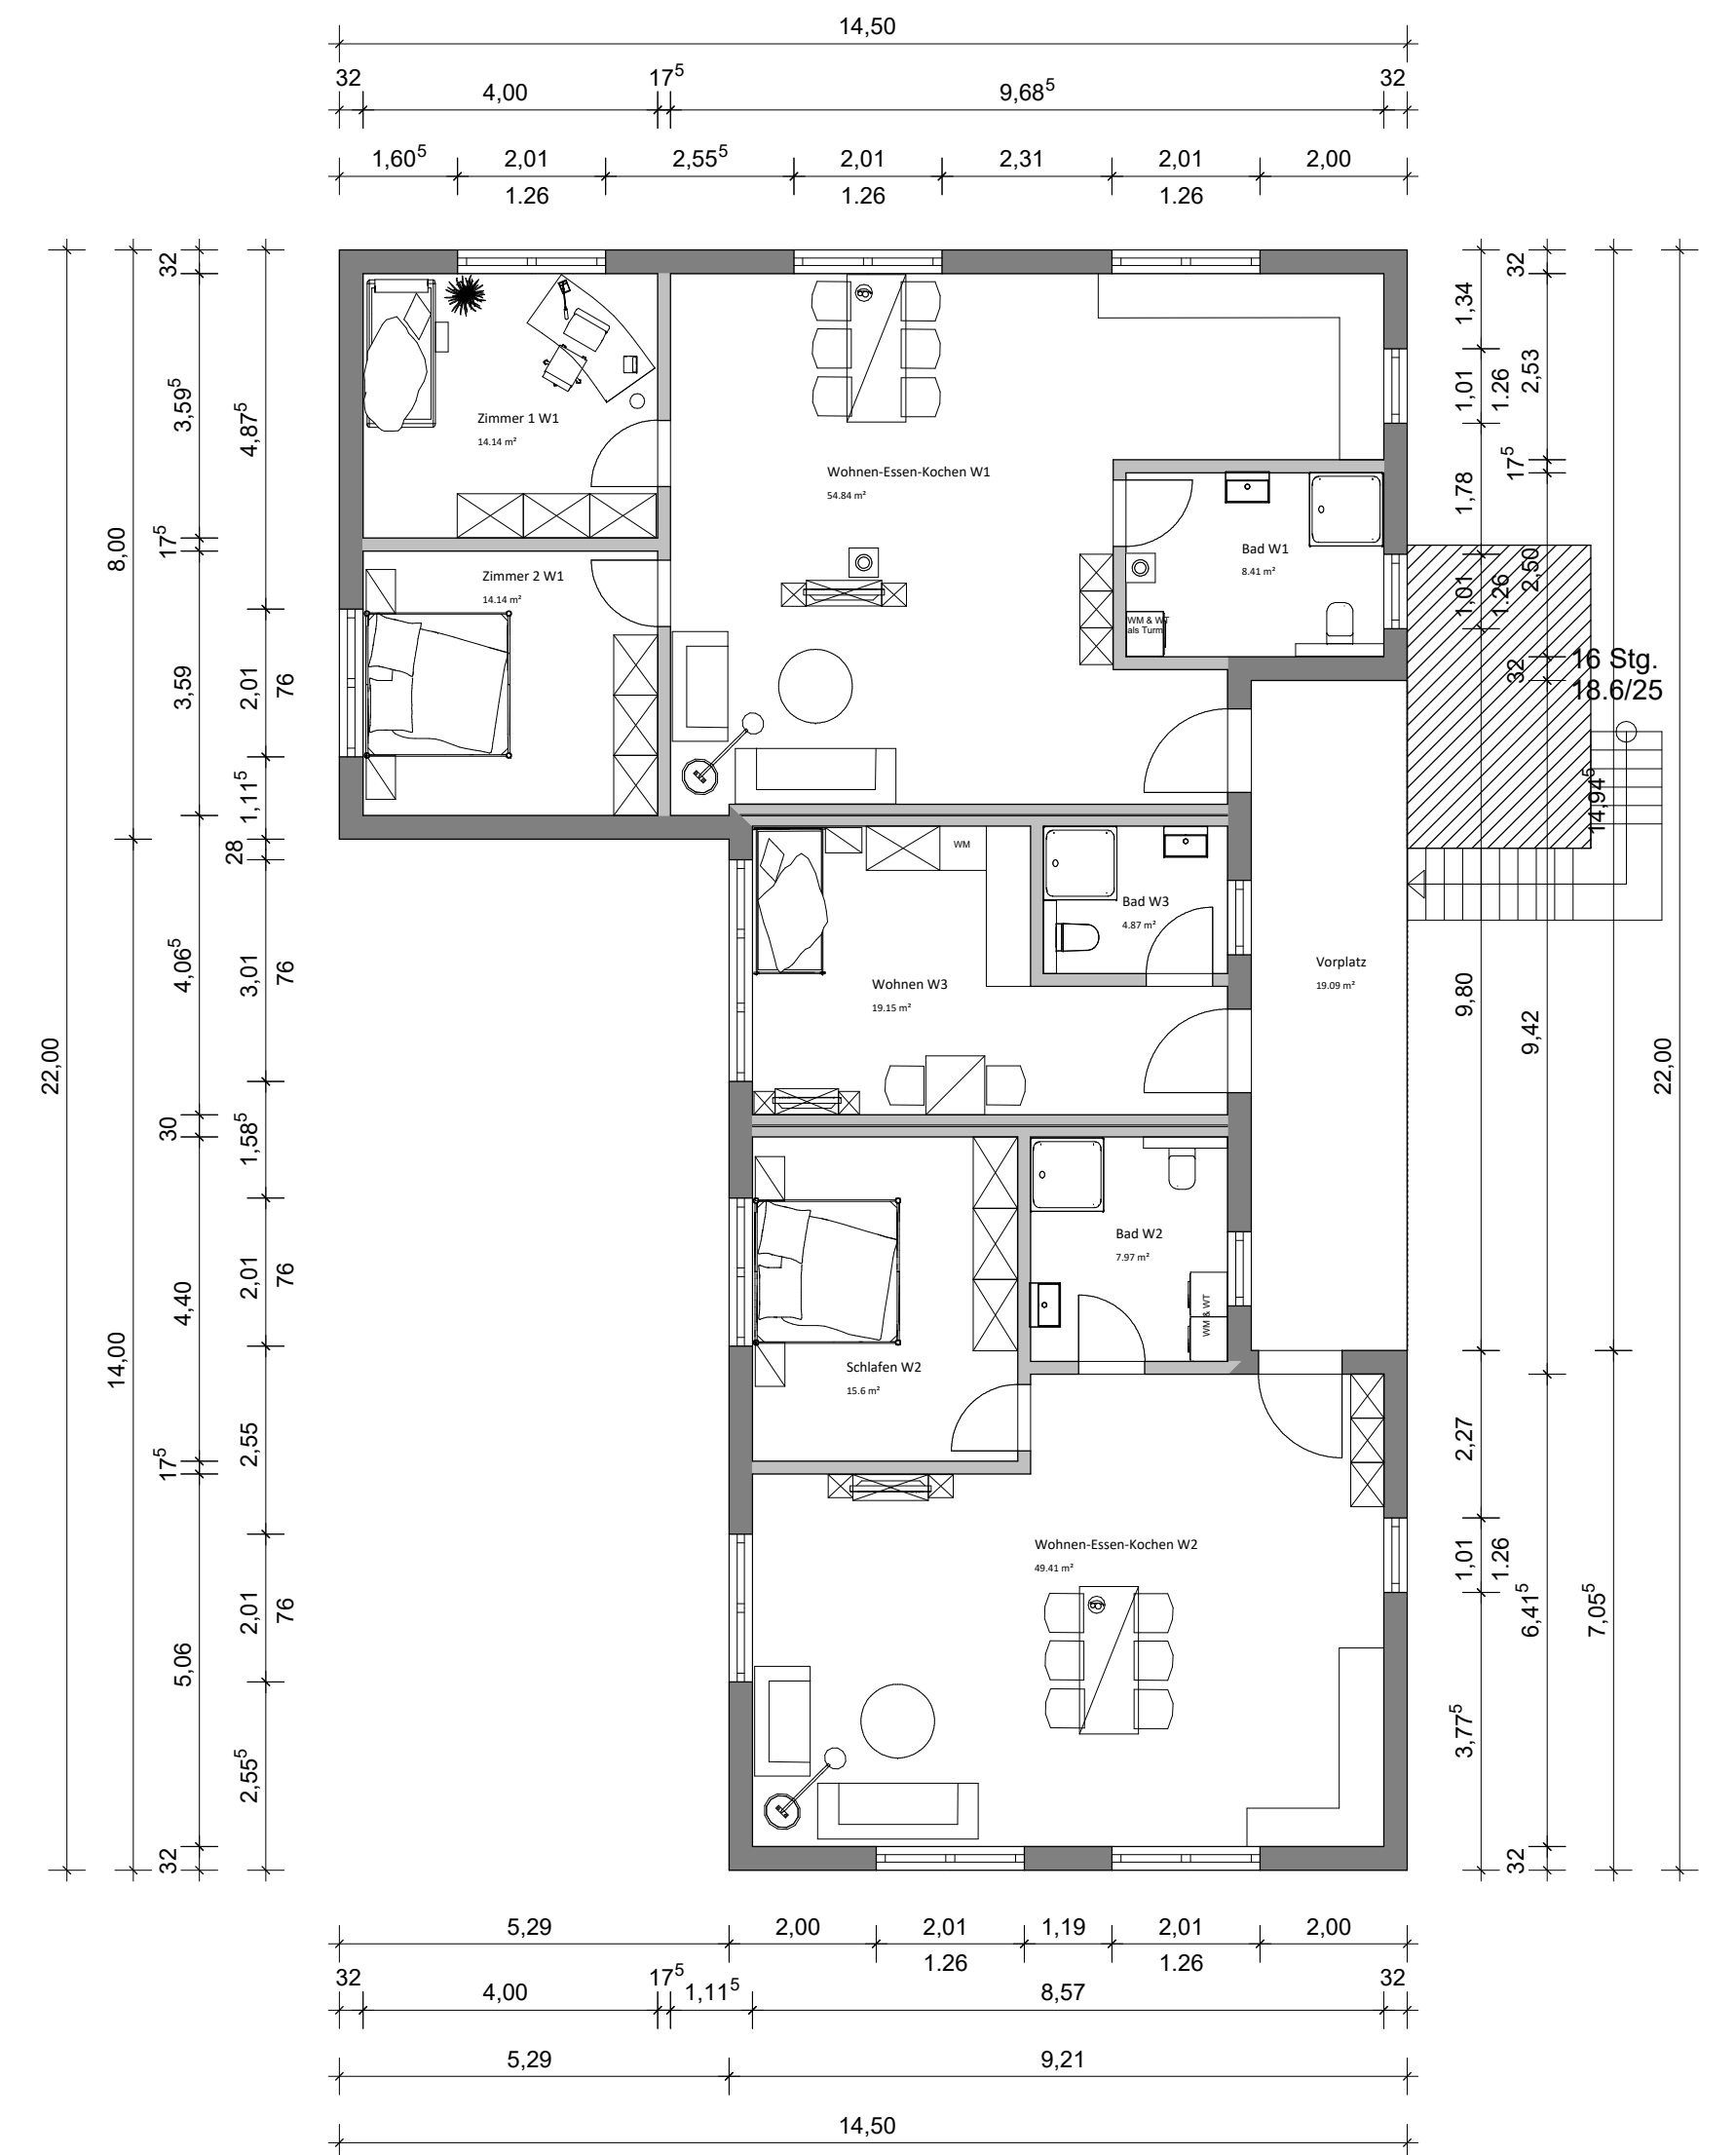 14,50
32 4,00 17⁵ 9,68⁵ 32
1,60⁵ 2,01 2,55⁵ 2,01 2,31 2,01 2,00
1.26 1.26 1.26
22,00
8,00
14,00
32
3,59⁵
17⁵
3,59
4,06⁵
30
4,40
17⁵
5,06
32
4,87⁵
2,01
76
1,11⁵
28
3,01
76
1,58⁵
2,01
76
2,55
2,01
76
2,55⁵
Zimmer 1 W1
14.14 m²
Zimmer 2 W1
14.14 m²
Wohnen-Essen-Kochen W1
54.84 m²
Bad W1
8.41 m²
WM & WT
als Turm
WM
Bad W3
4.87 m²
Wohnen W3
19.15 m²
Vorplatz
19.09 m²
Bad W2
7.97 m²
WM & WT
Schlafen W2
15.6 m²
Wohnen-Essen-Kochen W2
49.41 m²
1,34
1,01
1.26
1,78
1,01
1.26
9,80
2,27
1,01
1.26
3,77⁵
32
2,53
17⁵
2,50
32
9,42
6,41⁵
32
16 Stg.
18.6/25
14,94⁵
7,05⁵
22,00
5,29 2,00 2,01 1,19 2,01 2,00
1.26 1.26
32 4,00 17⁵ 1,11⁵ 8,57 32
5,29 9,21
14,50